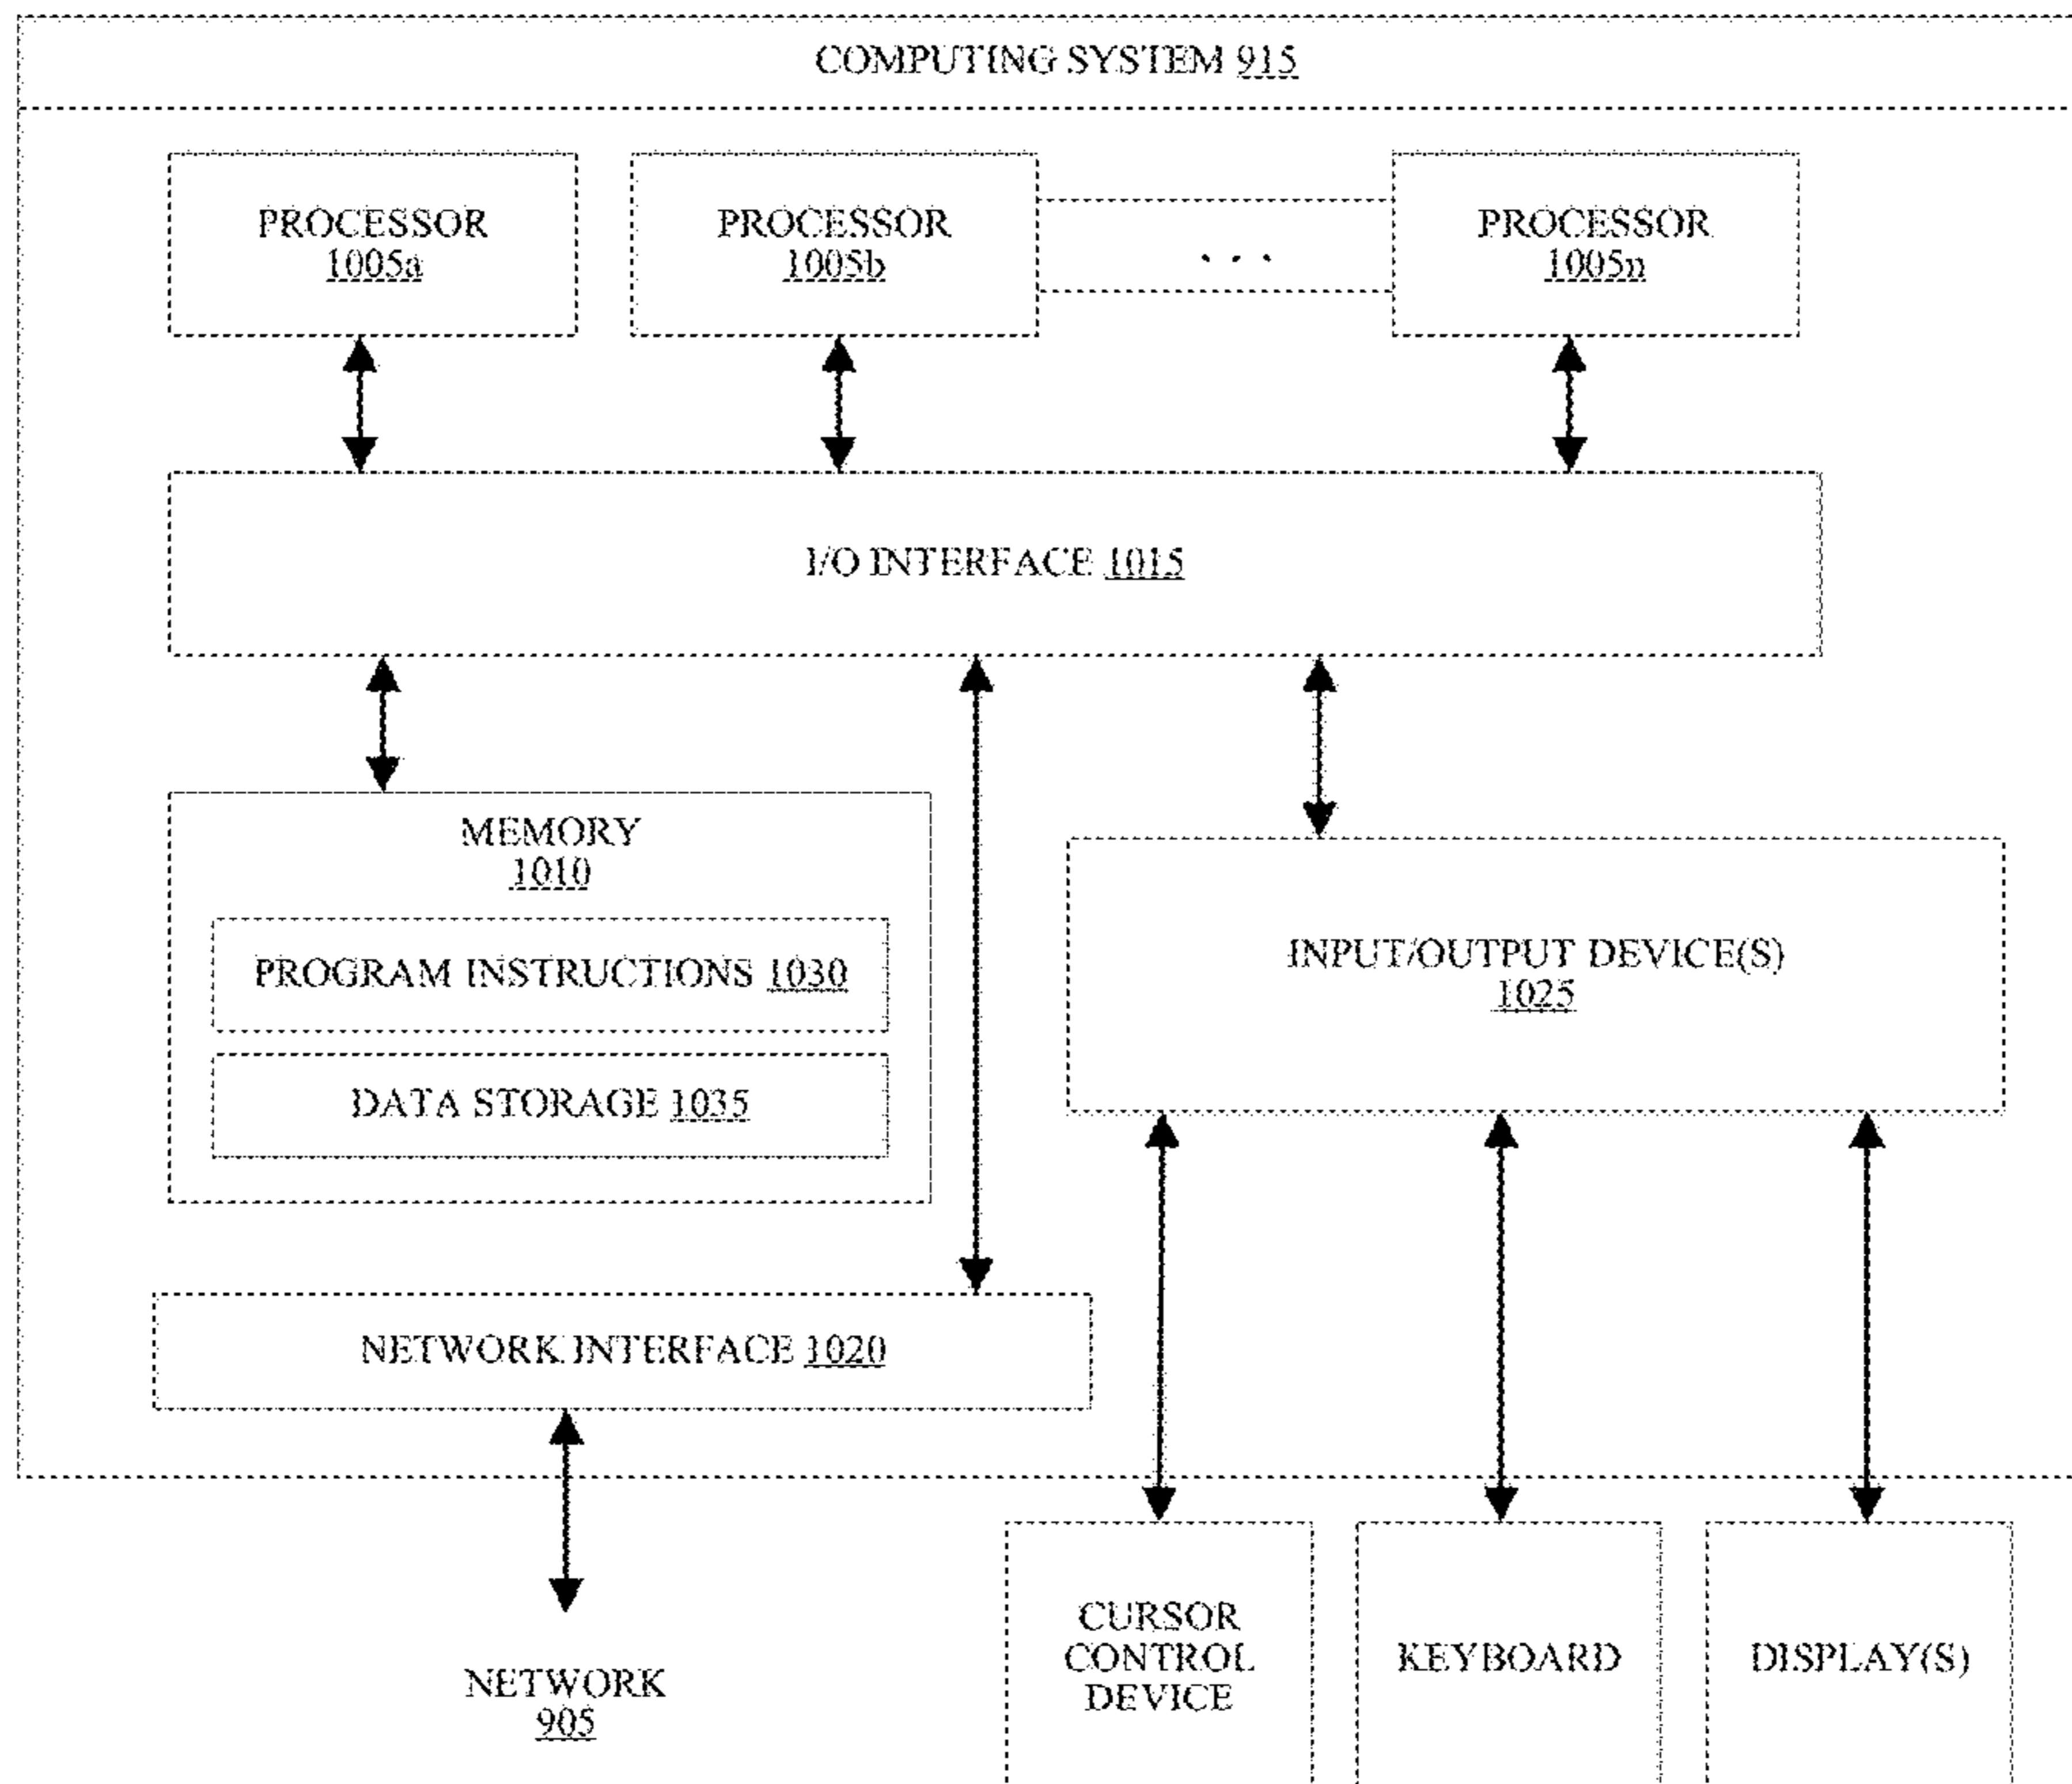 COMPUTING SYSTEM 915
PROCESSOR
1005a
PROCESSOR
1005b
. . .
PROCESSOR
1005n
I/O INTERFACE 1015
MEMORY
1010
PROGRAM INSTRUCTIONS 1030
DATA STORAGE 1035
INPUT/OUTPUT DEVICE(S)
1025
NETWORK INTERFACE 1020
NETWORK
905
CURSOR
CONTROL
DEVICE
KEYBOARD
DISPLAY(S)